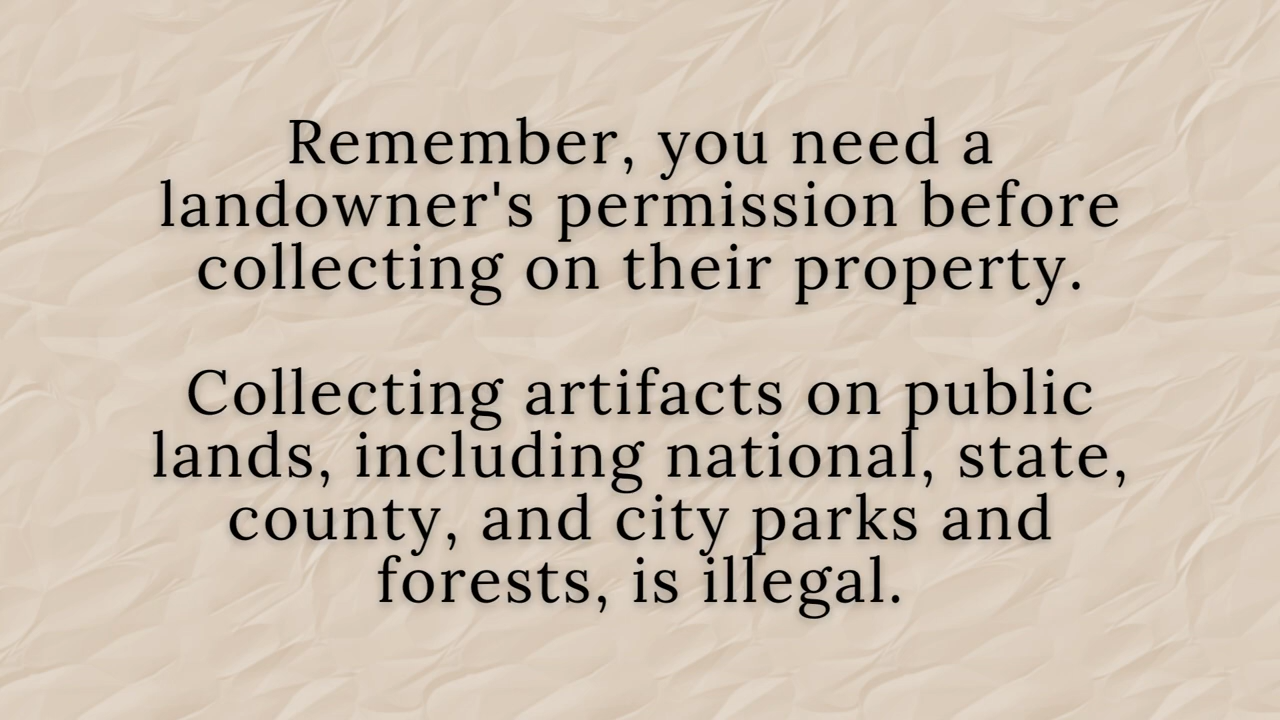 Remember, you need a
landowner's permission before
collecting on their property.
Collecting artifacts on public
lands, including national, state,
county, and city parks and
forests, is illegal.